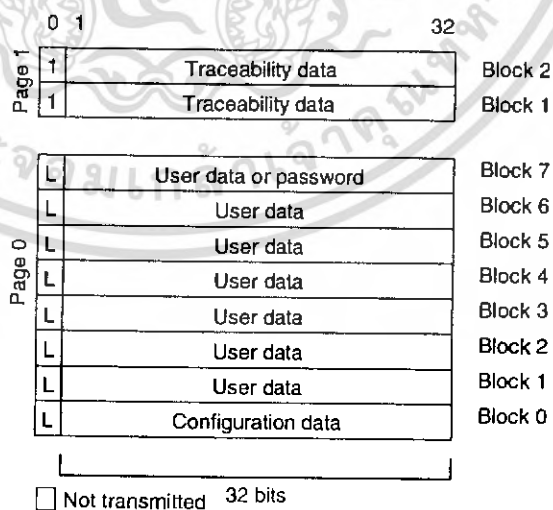 0 1 32
Page 1
1 Traceability data Block 2
1 Traceability data Block 1
Page 0
L User data or password Block 7
L User data Block 6
L User data Block 5
L User data Block 4
L User data Block 3
L User data Block 2
L User data Block 1
L Configuration data Block 0
Not transmitted 32 bits